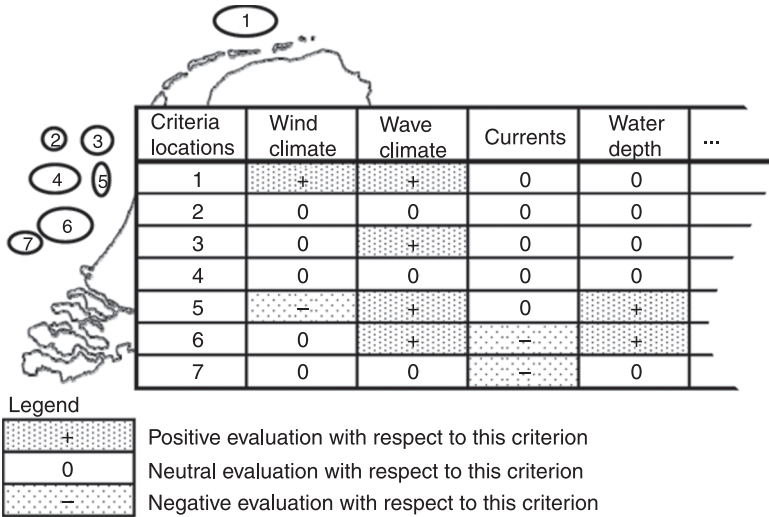 1
2
3
4
5
6
7
Criteria locations Wind climate Wave climate Currents Water depth ...
1 + + 0 0
2 0 0 0 0
3 0 + 0 0
4 0 0 0 0
5 – + 0 +
6 0 + – +
7 0 0 – 0
Legend
+ Positive evaluation with respect to this criterion
0 Neutral evaluation with respect to this criterion
– Negative evaluation with respect to this criterion